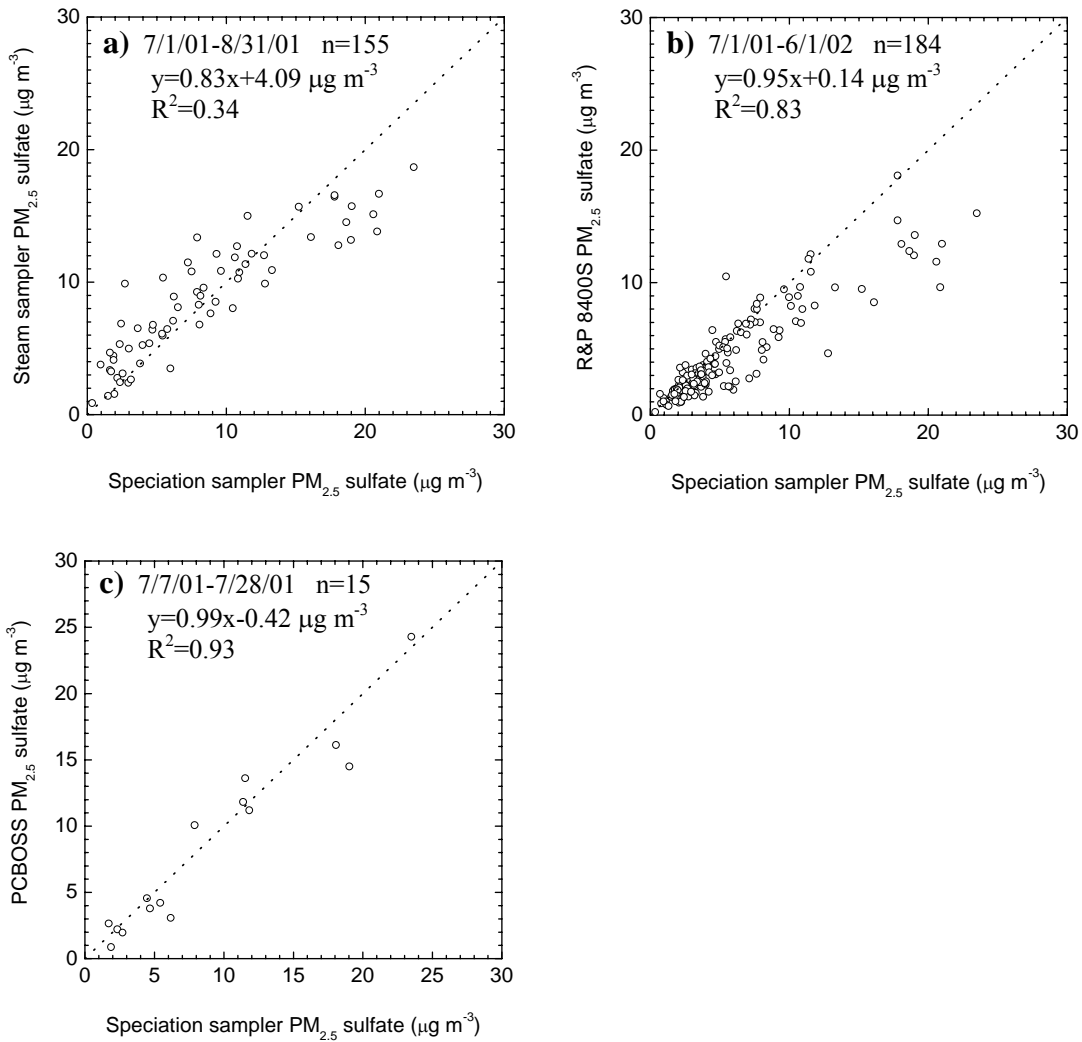 a) 7/1/01-8/31/01 n=155
y=0.83x+4.09 μg m⁻³
R²=0.34
30
20
10
0
0 10 20 30
Steam sampler PM₂.₅ sulfate (μg m⁻³)
Speciation sampler PM₂.₅ sulfate (μg m⁻³)
b) 7/1/01-6/1/02 n=184
y=0.95x+0.14 μg m⁻³
R²=0.83
30
20
10
0
0 10 20 30
R&P 8400S PM₂.₅ sulfate (μg m⁻³)
Speciation sampler PM₂.₅ sulfate (μg m⁻³)
c) 7/7/01-7/28/01 n=15
y=0.99x-0.42 μg m⁻³
R²=0.93
30
25
20
15
10
5
0
0 5 10 15 20 25 30
PCBOSS PM₂.₅ sulfate (μg m⁻³)
Speciation sampler PM₂.₅ sulfate (μg m⁻³)